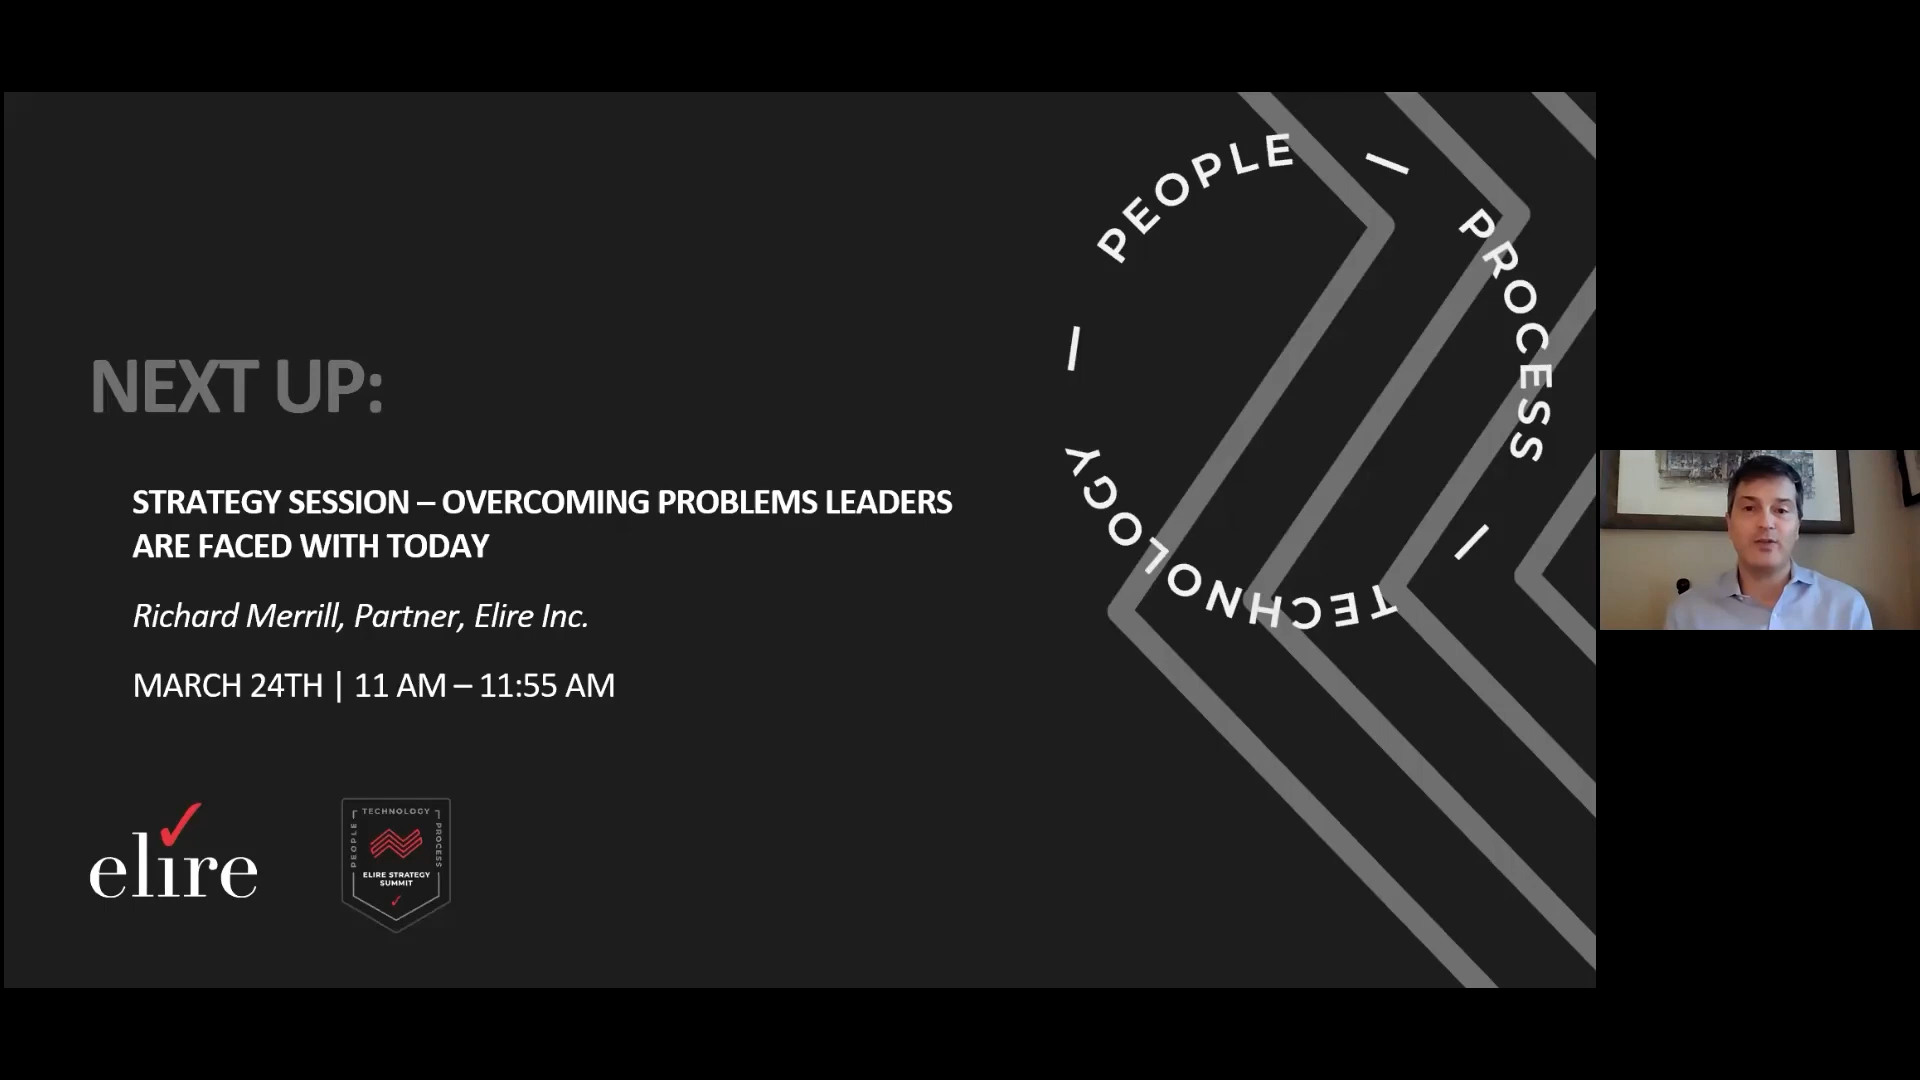 PEOPLE — PROCESS — TECHNOLOGY —
NEXT UP:
STRATEGY SESSION – OVERCOMING PROBLEMS LEADERS
ARE FACED WITH TODAY
Richard Merrill, Partner, Elire Inc.
MARCH 24TH | 11 AM – 11:55 AM
elire
TECHNOLOGY
PEOPLE
PROCESS
ELIRE STRATEGY
SUMMIT